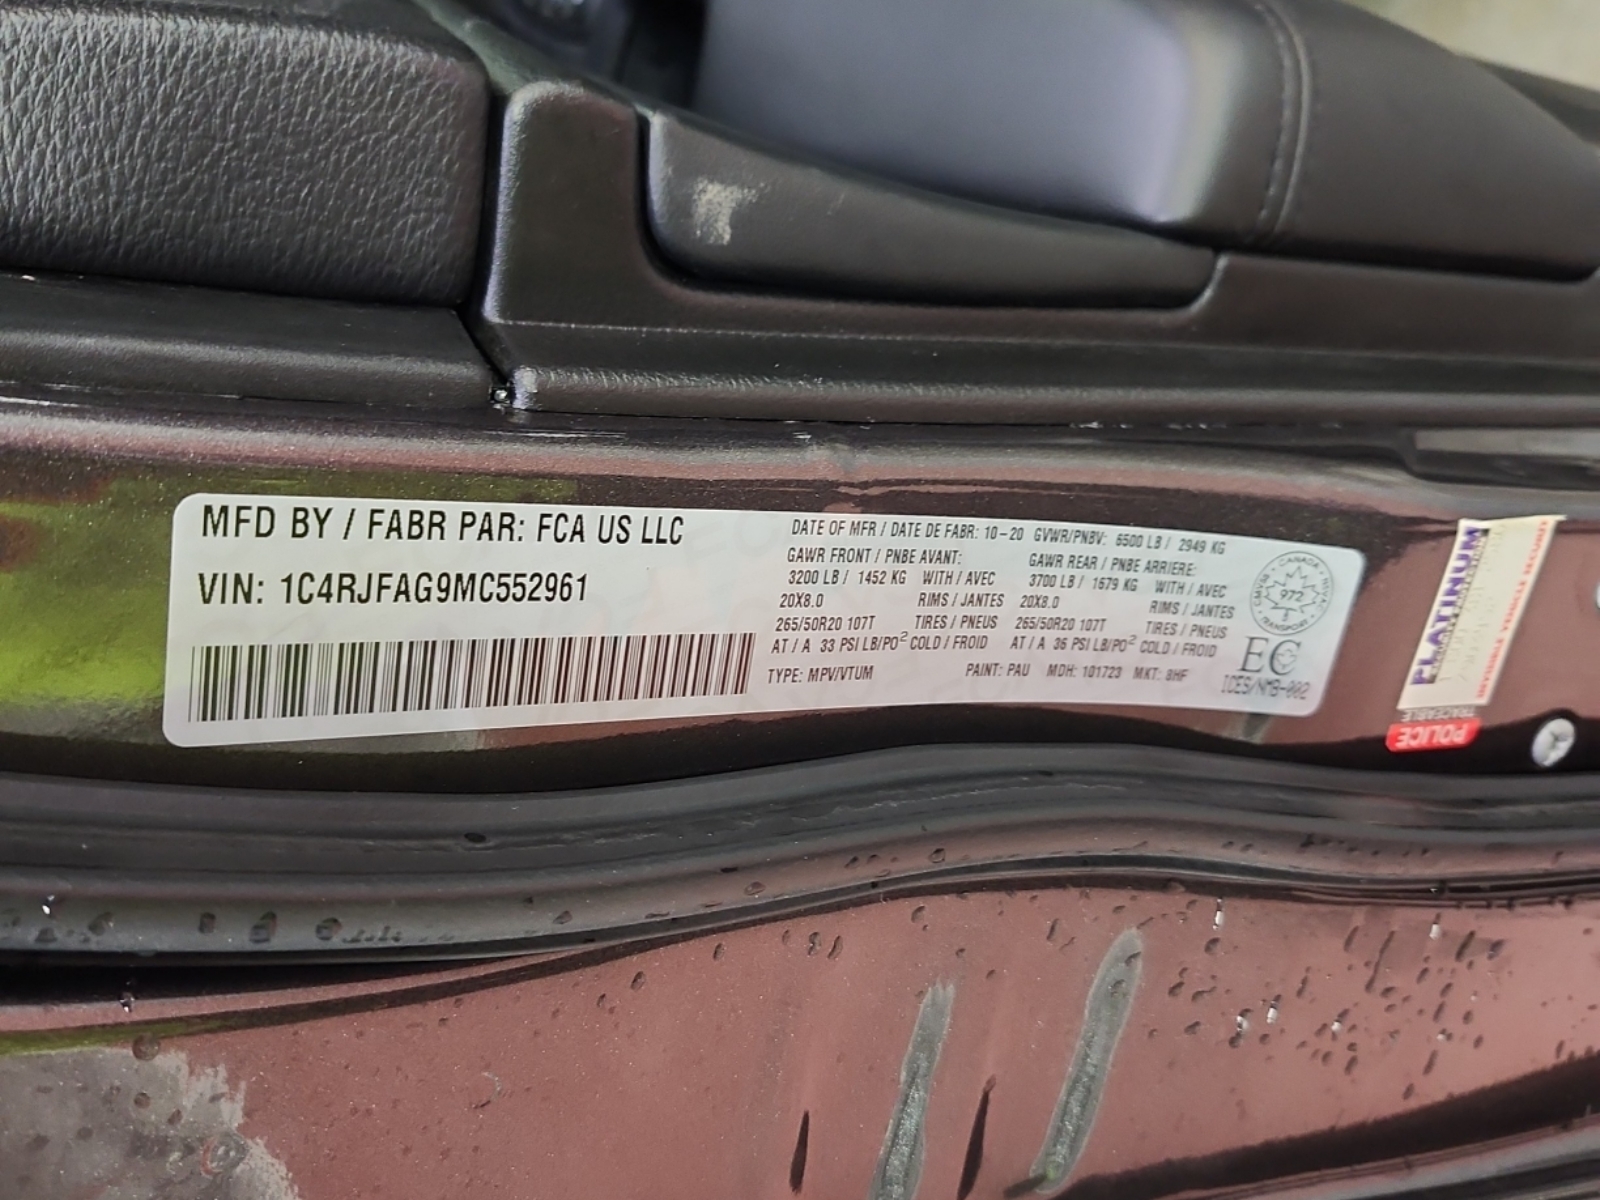 MFD BY / FABR PAR: FCA US LLC
VIN: 1C4RJFAG9MC552961
DATE OF MFR / DATE DE FABR: 10-20 GVWR/PNBV: 6500 LB / 2949 KG
GAWR FRONT / PNBE AVANT:
3200 LB / 1452 KG WITH / AVEC
20X8.0 RIMS / JANTES
265/50R20 107T TIRES / PNEUS
AT / A 33 PSI LB/PO² COLD / FROID
GAWR REAR / PNBE ARRIERE:
3700 LB / 1679 KG WITH / AVEC
20X8.0 RIMS / JANTES
265/50R20 107T TIRES / PNEUS
AT / A 36 PSI LB/PO² COLD / FROID
TYPE: MPV/VTUM PAINT: PAU MDH: 101723 MKT: BHF
CANADA
972
TRANSPORT
EC
ICES/NMB-002
PLATINUM
TRACEABLE
POLICE